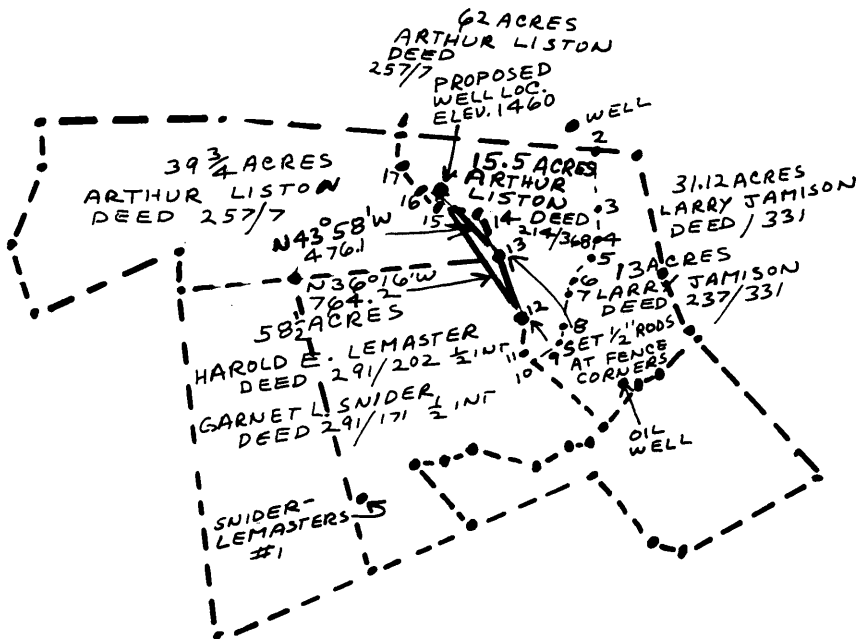 62 ACRES
ARTHUR LISTON
DEED
257/7
PROPOSED
WELL LOC.
ELEV. 1460
WELL
2
39 3/4 ACRES
ARTHUR LISTON
DEED 257/7
17
16
15
15.5 ACRES
ARTHUR
LISTON
14 DEED
214/368
13
3
4
5
6
7
8
9
10
11
12
31.12 ACRES
LARRY JAMISON
DEED / 331
13 ACRES
LARRY JAMISON
DEED 237/331
N43°58'W
476.1
N36°16'W
764.2
58 1/2 ACRES
HAROLD E. LEMASTER
DEED 291/202 1/2 INT
GARNET L. SNIDER
DEED 291/171 1/2 INT
SET 1/2" RODS
AT FENCE
CORNERS
OIL
WELL
SNIDER-
LEMASTERS
#1